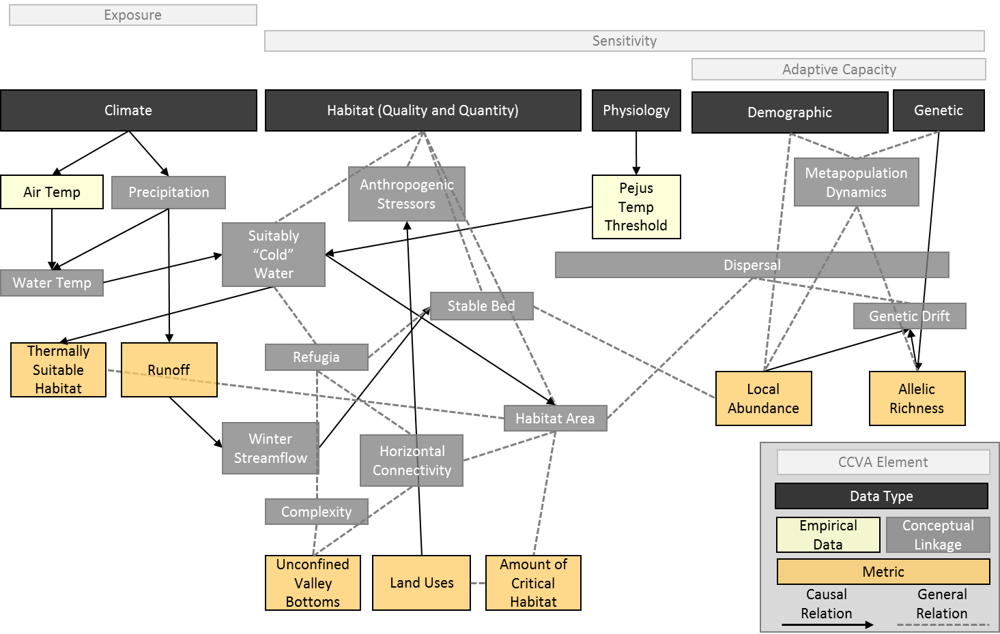 Exposure
Sensitivity
Adaptive Capacity
Climate
Habitat (Quality and Quantity)
Physiology
Demographic
Genetic
Air Temp
Precipitation
Anthropogenic
Stressors
Pejus
Temp
Threshold
Metapopulation
Dynamics
Suitably
“Cold”
Water
Water Temp
Dispersal
Stable Bed
Genetic Drift
Thermally
Suitable
Habitat
Runoff
Refugia
Local
Abundance
Allelic
Richness
Habitat Area
Winter
Streamflow
Horizontal
Connectivity
Complexity
Unconfined
Valley
Bottoms
Land Uses
Amount of
Critical
Habitat
CCVA Element
Data Type
Empirical
Data
Conceptual
Linkage
Metric
Causal
Relation
General
Relation